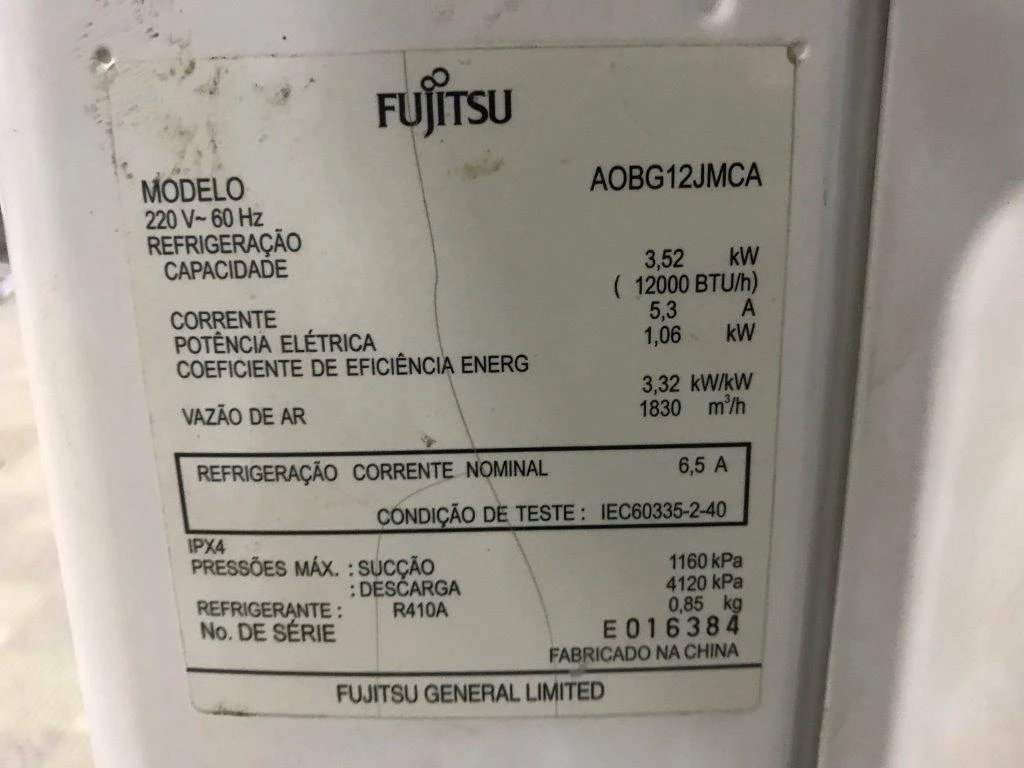 FUJITSU
MODELO AOBG12JMCA
220 V~ 60 Hz
REFRIGERAÇÃO
CAPACIDADE 3,52 kW
( 12000 BTU/h)
CORRENTE 5,3 A
POTÊNCIA ELÉTRICA 1,06 kW
COEFICIENTE DE EFICIÊNCIA ENERG
3,32 kW/kW
VAZÃO DE AR 1830 m³/h
REFRIGERAÇÃO CORRENTE NOMINAL 6,5 A
CONDIÇÃO DE TESTE : IEC60335-2-40
IPX4
PRESSÕES MÁX. : SUCÇÃO 1160 kPa
: DESCARGA 4120 kPa
REFRIGERANTE : R410A 0,85 kg
No. DE SÉRIE E016384
FABRICADO NA CHINA
FUJITSU GENERAL LIMITED